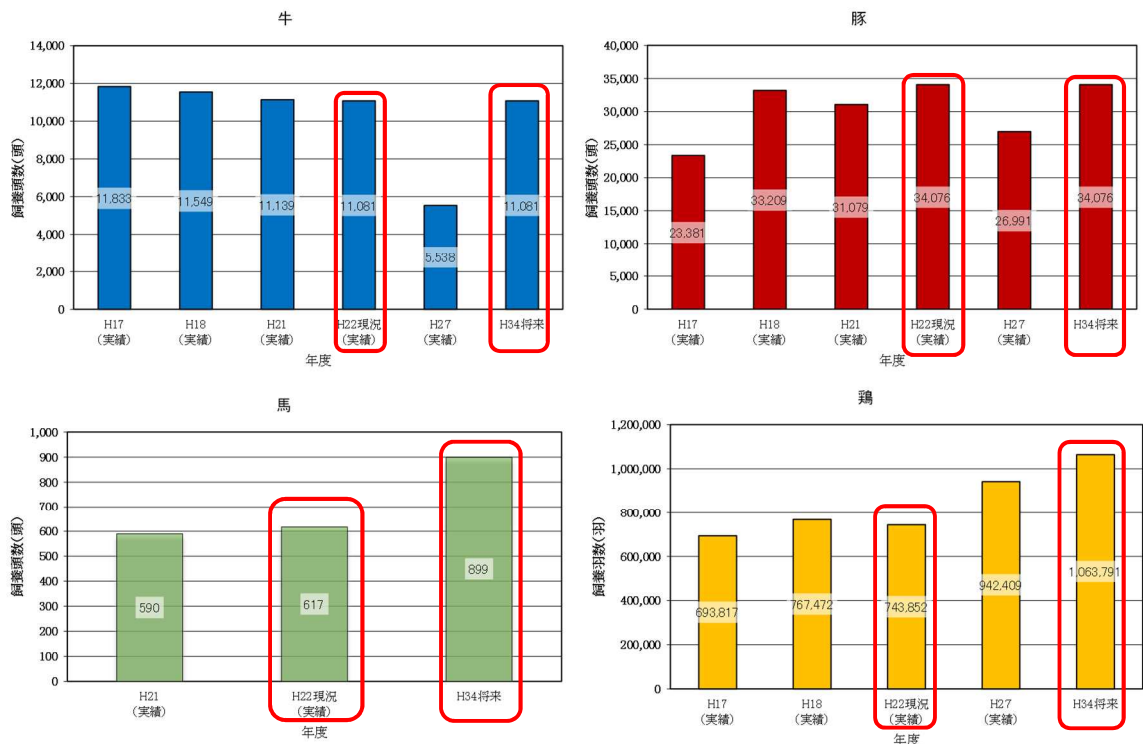 牛
14,000
12,000
10,000
8,000
6,000
4,000
2,000
0
飼養頭数(頭)
11,833
11,549
11,139
11,081
5,538
11,081
H17 H18 H21 H22現況 H27 H34将来
(実績) (実績) (実績) (実績) (実績)
年度
豚
40,000
35,000
30,000
25,000
20,000
15,000
10,000
5,000
0
飼養頭数(頭)
23,381
33,209
31,079
34,076
26,991
34,076
H17 H18 H21 H22現況 H27 H34将来
(実績) (実績) (実績) (実績) (実績)
年度
馬
1,000
900
800
700
600
500
400
300
200
100
0
飼養頭数(頭)
590
617
899
H21 H22現況 H34将来
(実績) (実績)
年度
鶏
1,200,000
1,000,000
800,000
600,000
400,000
200,000
0
飼養羽数(羽)
693,817
767,472
743,852
942,409
1,063,791
H17 H18 H22現況 H27 H34将来
(実績) (実績) (実績) (実績)
年度